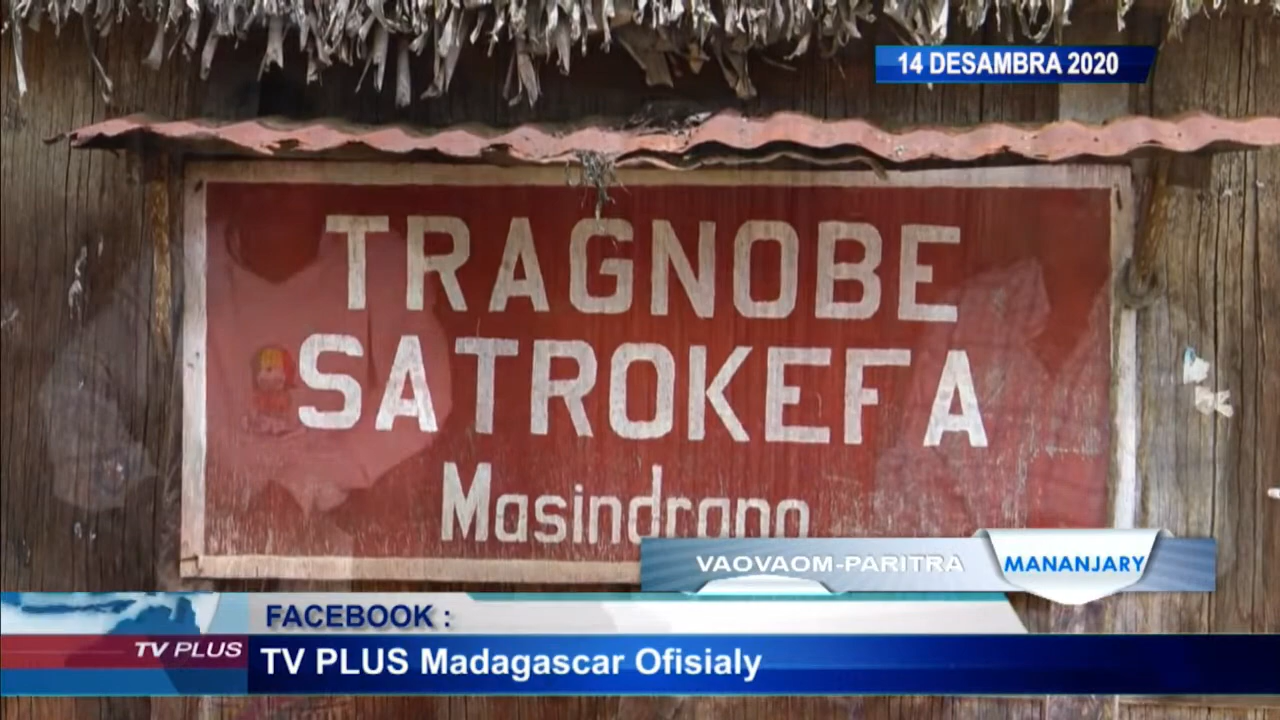 14 DESAMBRA 2020
TRAGNOBE
SATROKEFA
Masindrano
VAOVAOM-PARITRA
MANANJARY
FACEBOOK :
TV PLUS
TV PLUS Madagascar Ofisialy